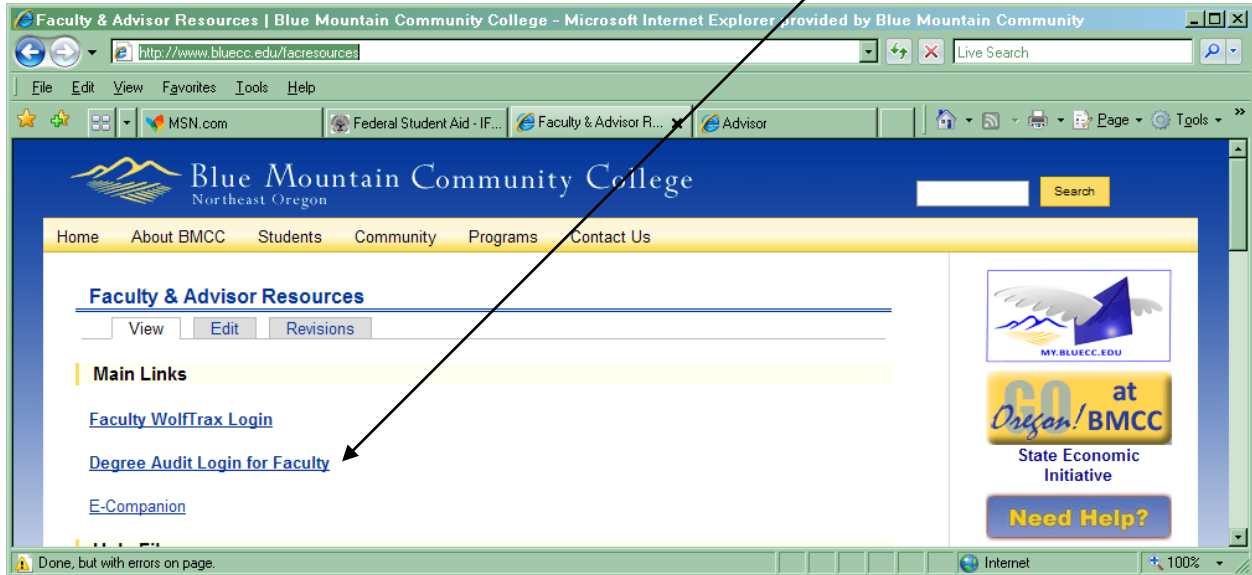 Faculty & Advisor Resources | Blue Mountain Community College - Microsoft Internet Explorer provided by Blue Mountain Community
http://www.bluecc.edu/facresources
Live Search
File Edit View Favorites Tools Help
MSN.com Federal Student Aid - IF... Faculty & Advisor R... Advisor Page Tools
Blue Mountain Community College
Northeast Oregon
Search
Home About BMCC Students Community Programs Contact Us
Faculty & Advisor Resources
View Edit Revisions
MY.BLUECC.EDU
Main Links
Faculty WolfTrax Login
GO at
Oregon! BMCC
Degree Audit Login for Faculty
State Economic
Initiative
E-Companion
Need Help?
Done, but with errors on page. Internet 100%